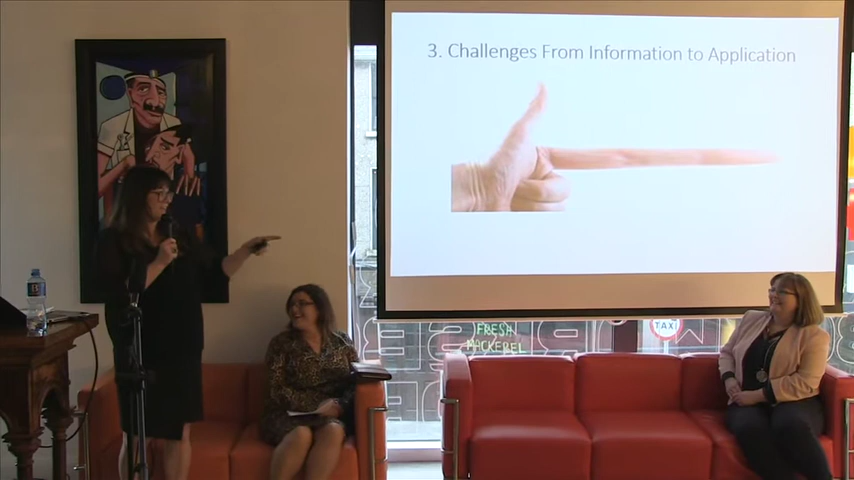 3. Challenges From Information to Application
FRESH
MACKEREL
TAXI